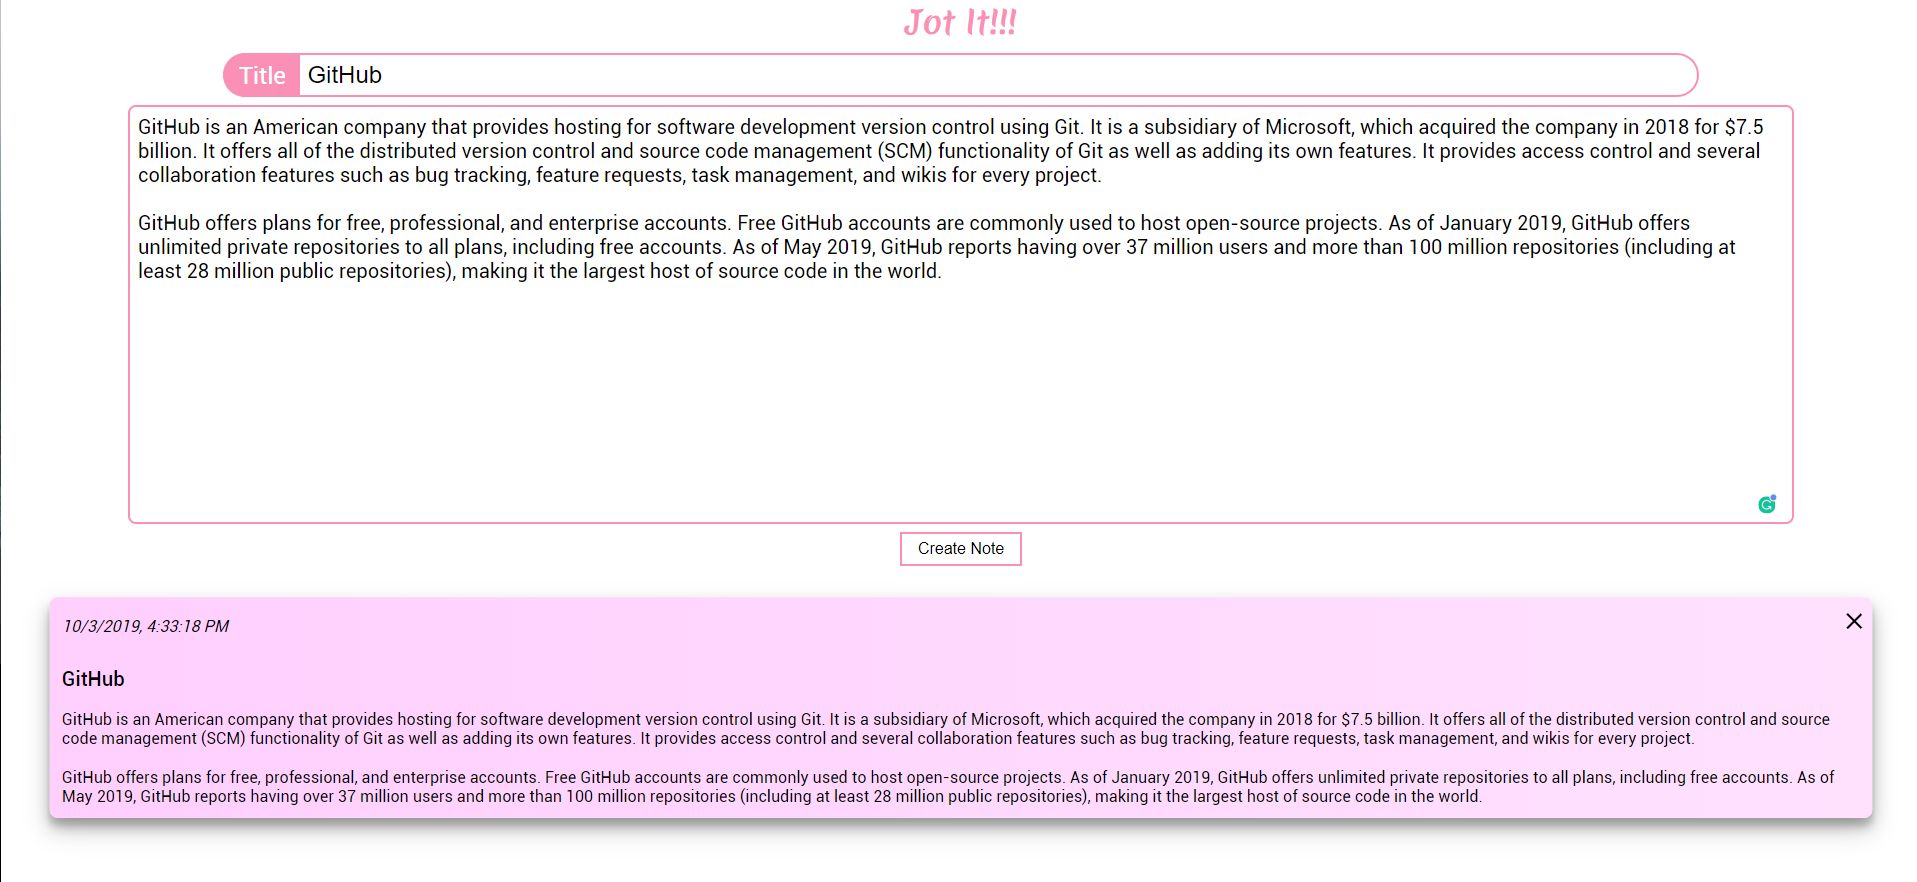 Jot It!!!
Title GitHub
GitHub is an American company that provides hosting for software development version control using Git. It is a subsidiary of Microsoft, which acquired the company in 2018 for $7.5
billion. It offers all of the distributed version control and source code management (SCM) functionality of Git as well as adding its own features. It provides access control and several
collaboration features such as bug tracking, feature requests, task management, and wikis for every project.
GitHub offers plans for free, professional, and enterprise accounts. Free GitHub accounts are commonly used to host open-source projects. As of January 2019, GitHub offers
unlimited private repositories to all plans, including free accounts. As of May 2019, GitHub reports having over 37 million users and more than 100 million repositories (including at
least 28 million public repositories), making it the largest host of source code in the world.
Create Note
10/3/2019, 4:33:18 PM
GitHub
GitHub is an American company that provides hosting for software development version control using Git. It is a subsidiary of Microsoft, which acquired the company in 2018 for $7.5 billion. It offers all of the distributed version control and source
code management (SCM) functionality of Git as well as adding its own features. It provides access control and several collaboration features such as bug tracking, feature requests, task management, and wikis for every project.
GitHub offers plans for free, professional, and enterprise accounts. Free GitHub accounts are commonly used to host open-source projects. As of January 2019, GitHub offers unlimited private repositories to all plans, including free accounts. As of
May 2019, GitHub reports having over 37 million users and more than 100 million repositories (including at least 28 million public repositories), making it the largest host of source code in the world.